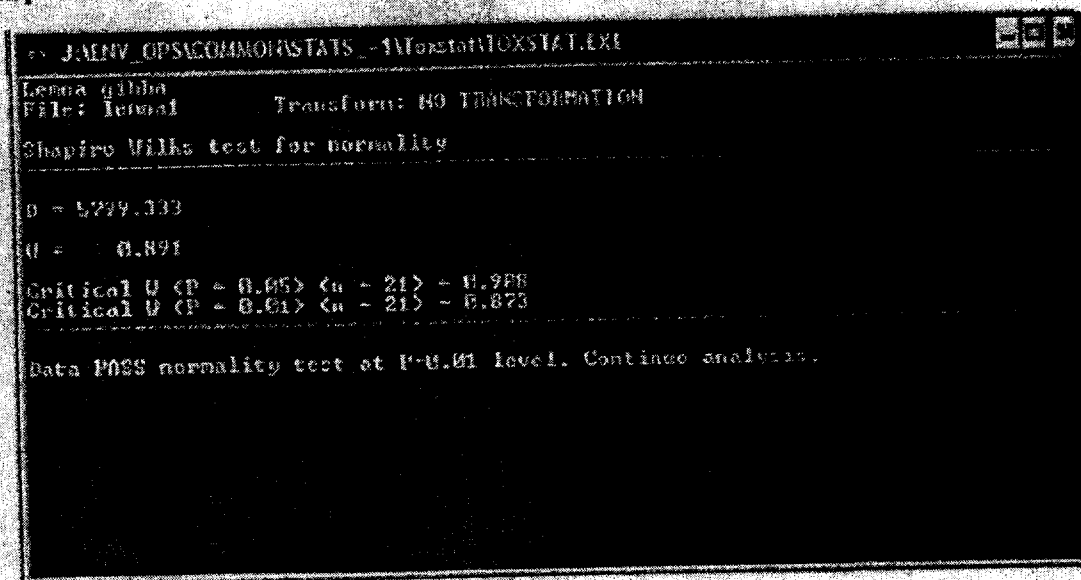 J:\ENV_OPS\COMMON\STATS_~1\Toxstat\TOXSTAT.EXE
Lemna gibba
File: lemna1 Transform: NO TRANSFORMATION
Shapiro Wilks test for normality
D = 5299.333
W = 0.891
Critical W (P = 0.05) (n = 21) = 0.908
Critical W (P = 0.01) (n = 21) = 0.873
Data PASS normality test at P=0.01 level. Continue analysis.